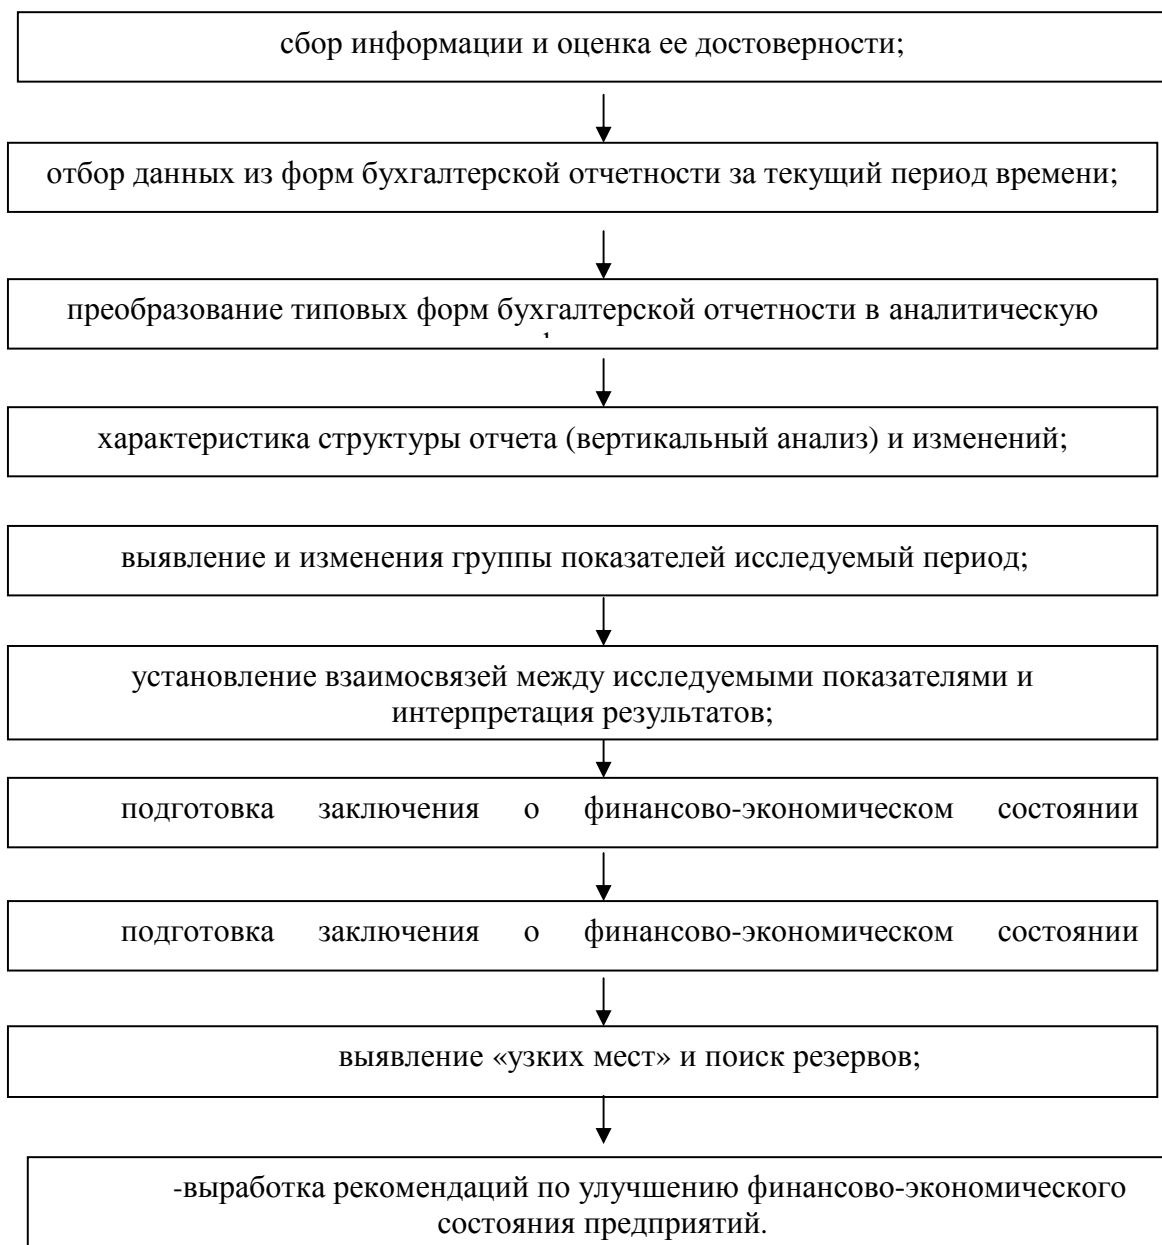 сбор информации и оценка ее достоверности;
отбор данных из форм бухгалтерской отчетности за текущий период времени;
преобразование типовых форм бухгалтерской отчетности в аналитическую
характеристика структуры отчета (вертикальный анализ) и изменений;
выявление и изменения группы показателей исследуемый период;
установление взаимосвязей между исследуемыми показателями и
интерпретация результатов;
подготовка заключения о финансово-экономическом состоянии
подготовка заключения о финансово-экономическом состоянии
выявление «узких мест» и поиск резервов;
-выработка рекомендаций по улучшению финансово-экономического
состояния предприятий.